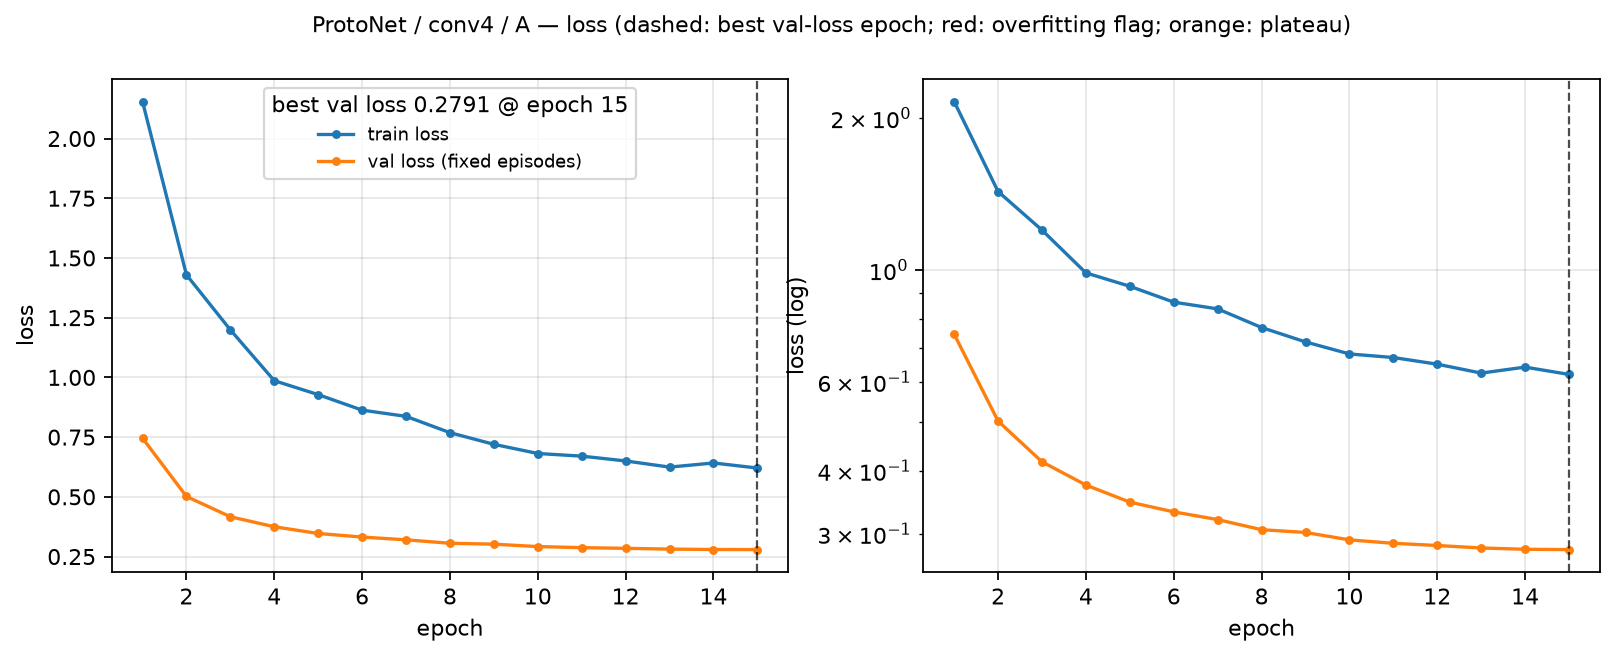 ProtoNet / conv4 / A — loss (dashed: best val-loss epoch; red: overfitting flag; orange: plateau)
best val loss 0.2791 @ epoch 15
train loss
val loss (fixed episodes)
loss
2.00
1.75
1.50
1.25
1.00
0.75
0.50
0.25
2 4 6 8 10 12 14
epoch
loss (log)
2 × 10⁰
10⁰
6 × 10⁻¹
4 × 10⁻¹
3 × 10⁻¹
2 4 6 8 10 12 14
epoch